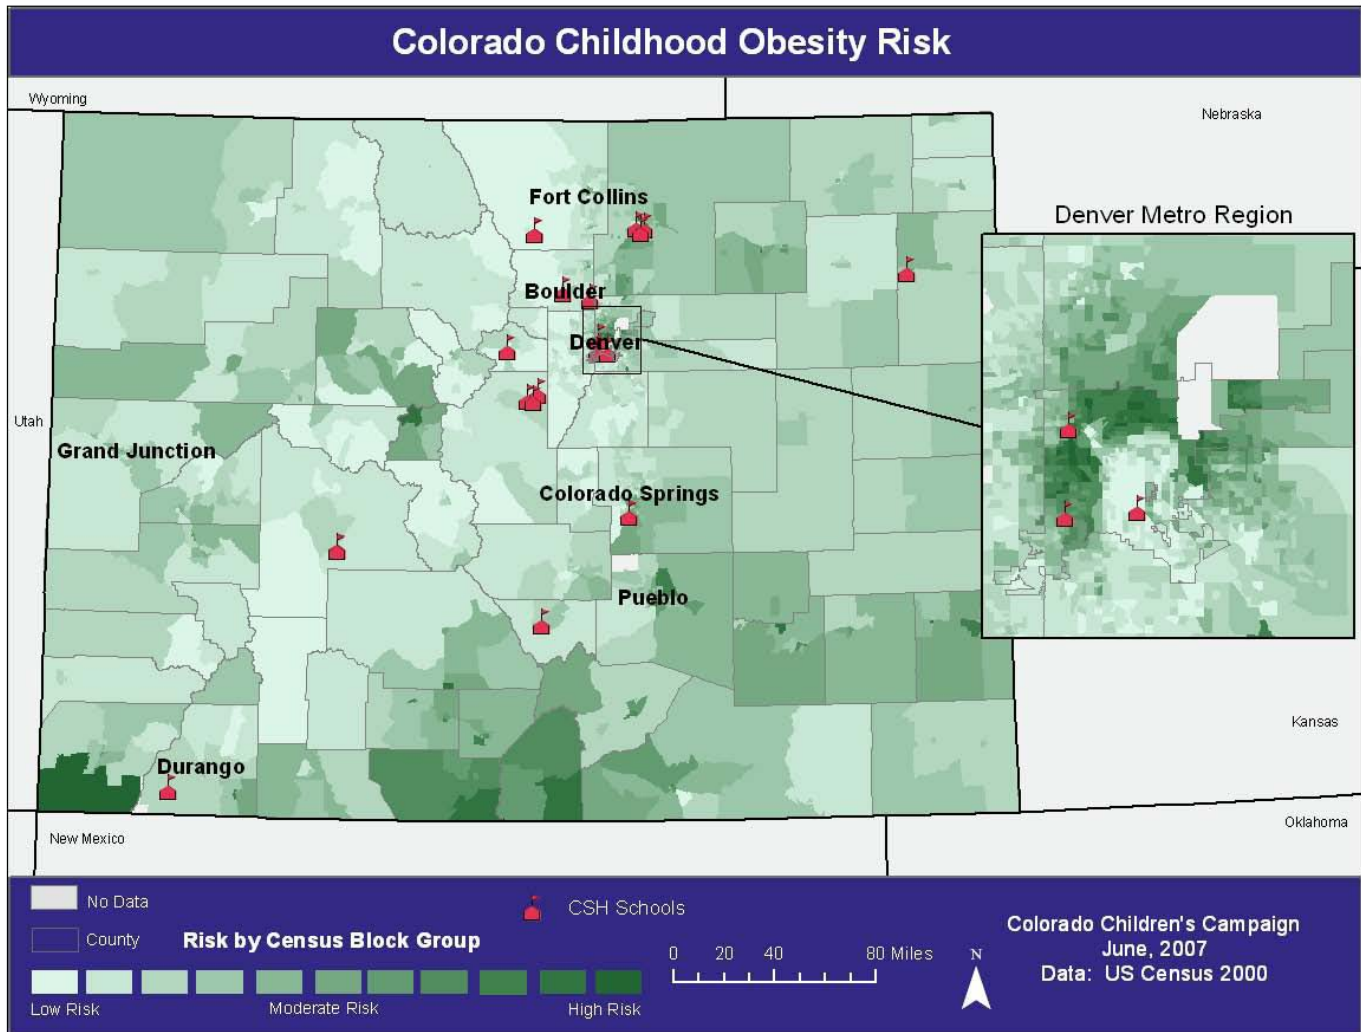 Colorado Childhood Obesity Risk
Wyoming
Nebraska
Fort Collins
Denver Metro Region
Boulder
Denver
Utah
Grand Junction
Colorado Springs
Pueblo
Kansas
Durango
Oklahoma
New Mexico
No Data
CSH Schools
County
Risk by Census Block Group
Low Risk
Moderate Risk
High Risk
0 20 40 80 Miles
N
Colorado Children's Campaign
June, 2007
Data: US Census 2000